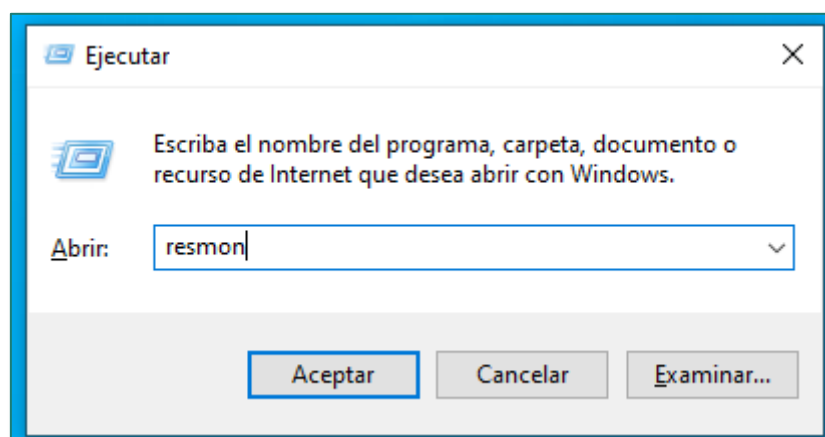 Ejecutar
Escriba el nombre del programa, carpeta, documento o
recurso de Internet que desea abrir con Windows.
Abrir: resmon
Aceptar Cancelar Examinar...